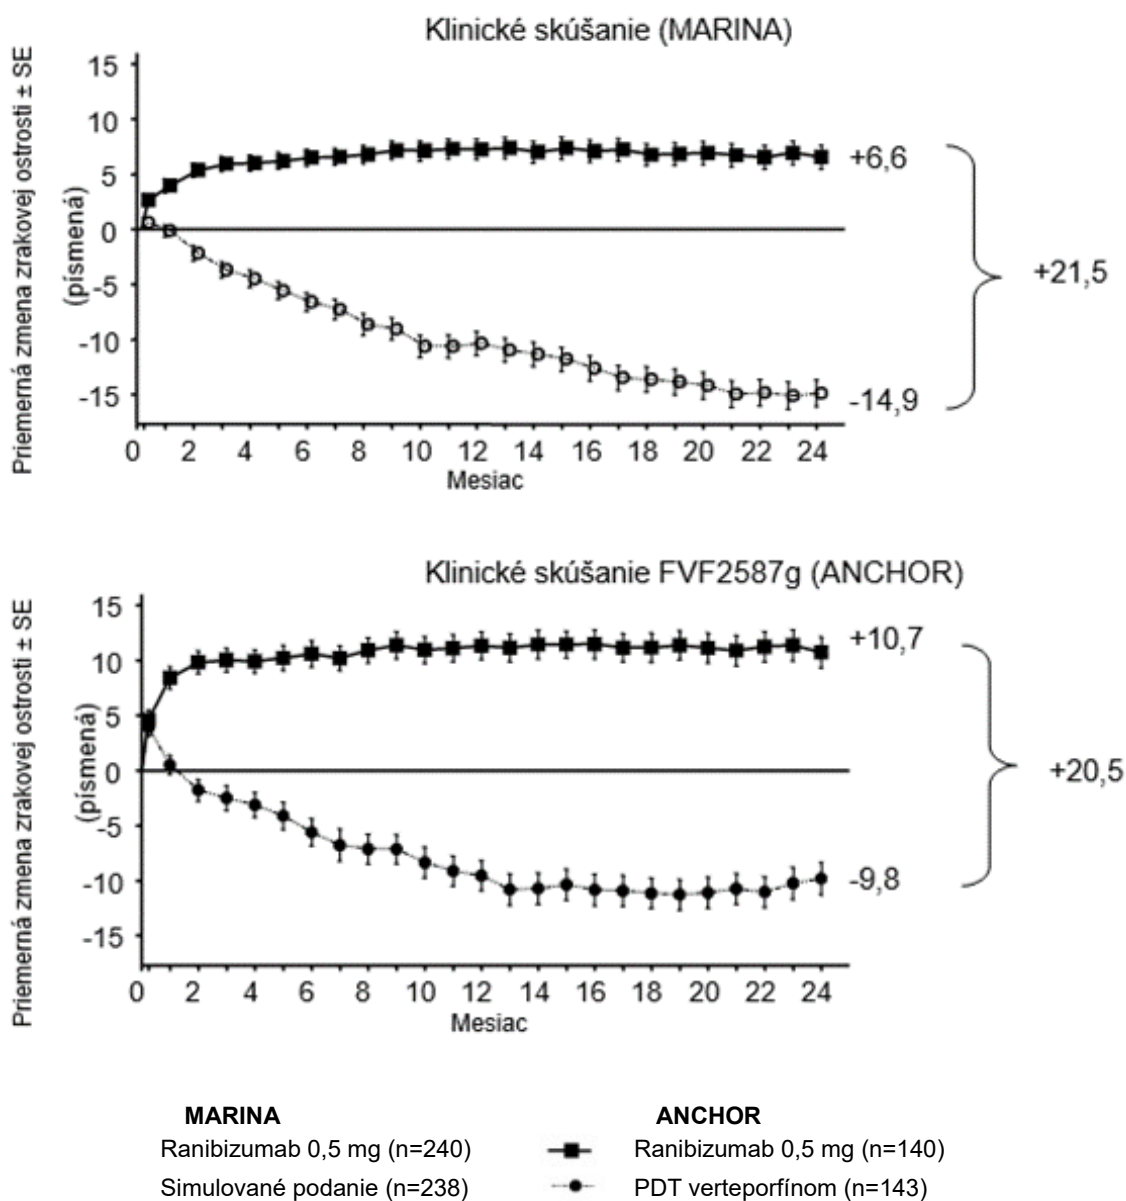 Klinické skúšanie (MARINA)
Priemerná zmena zrakovej ostrosti ± SE
(písmená)
15
10
5
0
-5
-10
-15
+6,6
+21,5
-14,9
0 2 4 6 8 10 12 14 16 18 20 22 24
Mesiac
Klinické skúšanie FVF2587g (ANCHOR)
Priemerná zmena zrakovej ostrosti ± SE
(písmená)
15
10
5
0
-5
-10
-15
+10,7
+20,5
-9,8
0 2 4 6 8 10 12 14 16 18 20 22 24
Mesiac
MARINA ANCHOR
Ranibizumab 0,5 mg (n=240) Ranibizumab 0,5 mg (n=140)
Simulované podanie (n=238) PDT verteporfínom (n=143)